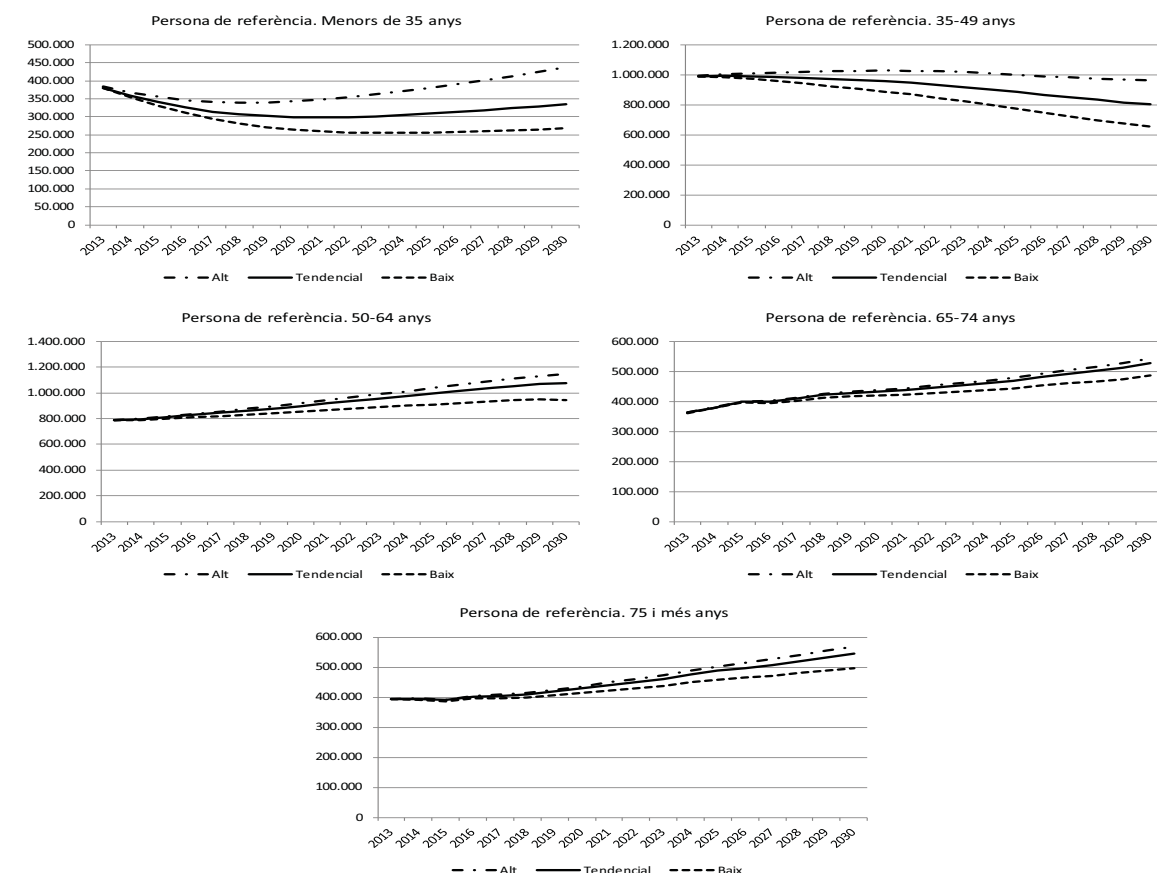 Persona de referència. Menors de 35 anys
500.000
450.000
400.000
350.000
300.000
250.000
200.000
150.000
100.000
50.000
0
2013 2014 2015 2016 2017 2018 2019 2020 2021 2022 2023 2024 2025 2026 2027 2028 2029 2030
Alt Tendencial Baix
Persona de referència. 35-49 anys
1.200.000
1.000.000
800.000
600.000
400.000
200.000
0
2013 2014 2015 2016 2017 2018 2019 2020 2021 2022 2023 2024 2025 2026 2027 2028 2029 2030
Alt Tendencial Baix
Persona de referència. 50-64 anys
1.400.000
1.200.000
1.000.000
800.000
600.000
400.000
200.000
0
2013 2014 2015 2016 2017 2018 2019 2020 2021 2022 2023 2024 2025 2026 2027 2028 2029 2030
Alt Tendencial Baix
Persona de referència. 65-74 anys
600.000
500.000
400.000
300.000
200.000
100.000
0
2013 2014 2015 2016 2017 2018 2019 2020 2021 2022 2023 2024 2025 2026 2027 2028 2029 2030
Alt Tendencial Baix
Persona de referència. 75 i més anys
600.000
500.000
400.000
300.000
200.000
100.000
0
2013 2014 2015 2016 2017 2018 2019 2020 2021 2022 2023 2024 2025 2026 2027 2028 2029 2030
Alt Tendencial Baix